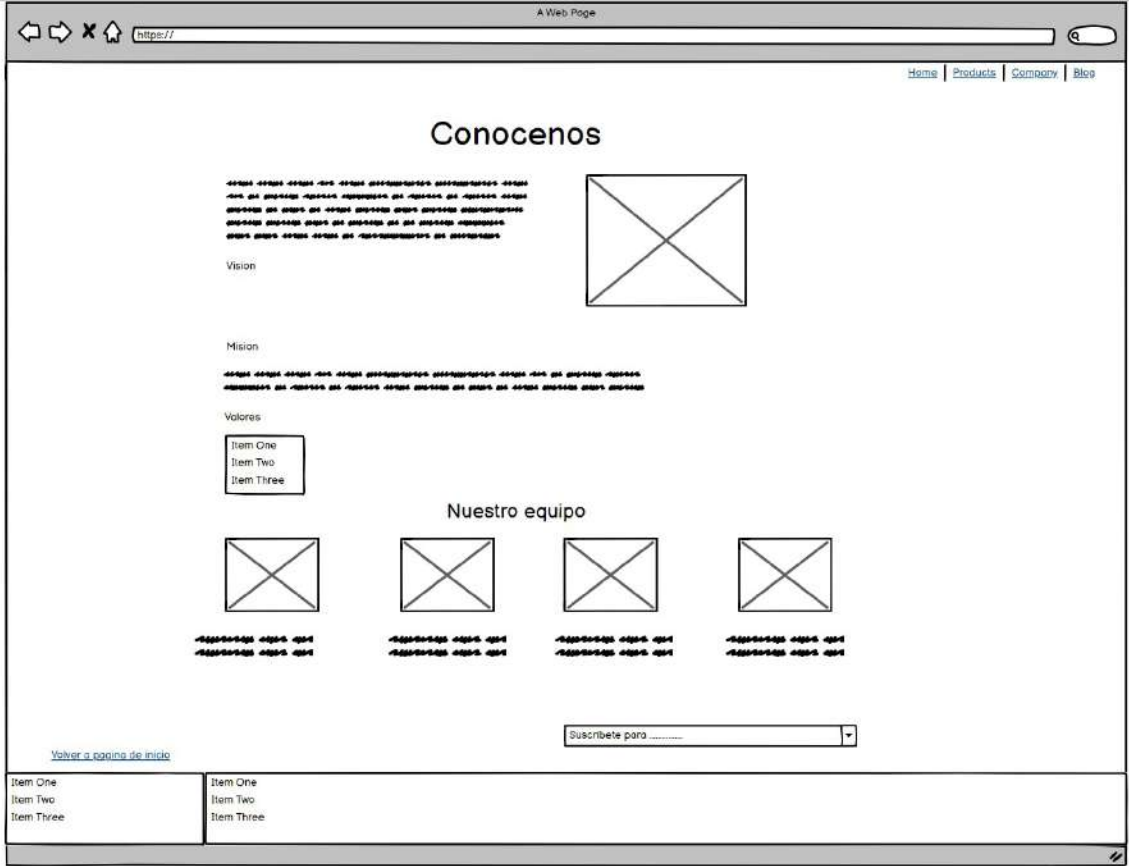 A Web Page
https://
Home | Products | Company | Blog
Conocenos
Vision
Mision
Valores
Item One
Item Two
Item Three
Nuestro equipo
Suscribete para ............
Volver a pagina de inicio
Item One
Item Two
Item Three
Item One
Item Two
Item Three